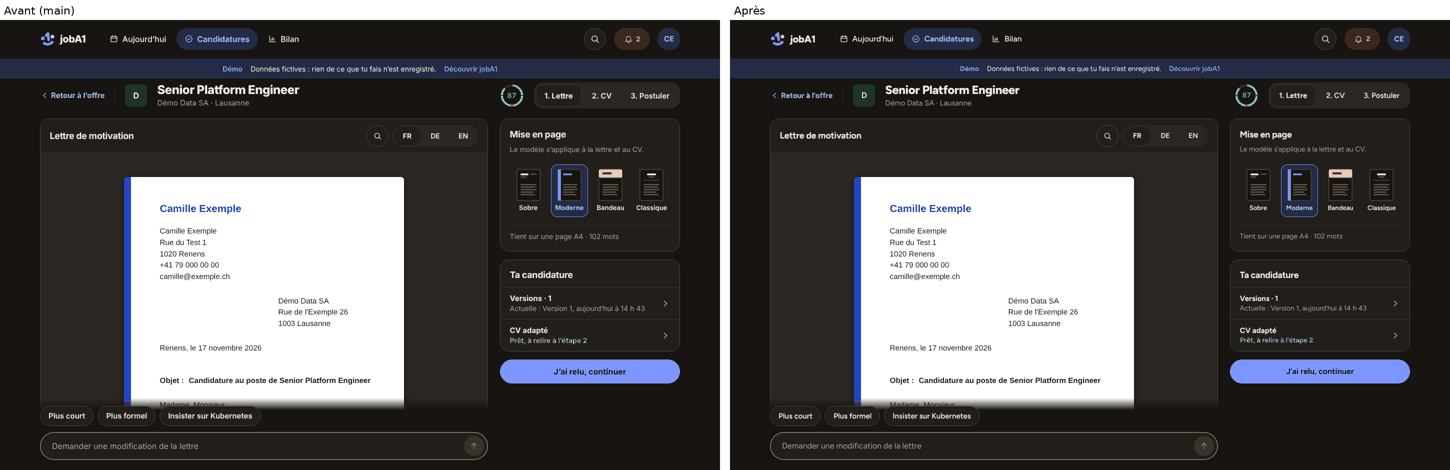 Avant (main)
jobA1
Aujourd'hui
Candidatures
Bilan
2
CE
Démo Données fictives : rien de ce que tu fais n'est enregistré. Découvrir jobA1
Retour à l'offre
D
Senior Platform Engineer
Démo Data SA · Lausanne
87
1. Lettre
2. CV
3. Postuler
Lettre de motivation
FR
DE
EN
Camille Exemple
Camille Exemple
Rue du Test 1
1020 Renens
+41 79 000 00 00
camille@exemple.ch
Démo Data SA
Rue de l'Exemple 26
1003 Lausanne
Renens, le 17 novembre 2026
Objet : Candidature au poste de Senior Platform Engineer
Madame, Monsieur
Plus court
Plus formel
Insister sur Kubernetes
Demander une modification de la lettre
Mise en page
Le modèle s'applique à la lettre et au CV.
Sobre
Moderne
Bandeau
Classique
Tient sur une page A4 · 102 mots
Ta candidature
Versions · 1
Actuelle : Version 1, aujourd'hui à 14 h 43
CV adapté
Prêt, à relire à l'étape 2
J'ai relu, continuer
Après
jobA1
Aujourd'hui
Candidatures
Bilan
2
CE
Démo Données fictives : rien de ce que tu fais n'est enregistré. Découvrir jobA1
Retour à l'offre
D
Senior Platform Engineer
Démo Data SA · Lausanne
87
1. Lettre
2. CV
3. Postuler
Lettre de motivation
FR
DE
EN
Camille Exemple
Camille Exemple
Rue du Test 1
1020 Renens
+41 79 000 00 00
camille@exemple.ch
Démo Data SA
Rue de l'Exemple 26
1003 Lausanne
Renens, le 17 novembre 2026
Objet : Candidature au poste de Senior Platform Engineer
Madame, Monsieur
Plus court
Plus formel
Insister sur Kubernetes
Demander une modification de la lettre
Mise en page
Le modèle s'applique à la lettre et au CV.
Sobre
Moderne
Bandeau
Classique
Tient sur une page A4 · 102 mots
Ta candidature
Versions · 1
Actuelle : Version 1, aujourd'hui à 14 h 43
CV adapté
Prêt, à relire à l'étape 2
J'ai relu, continuer